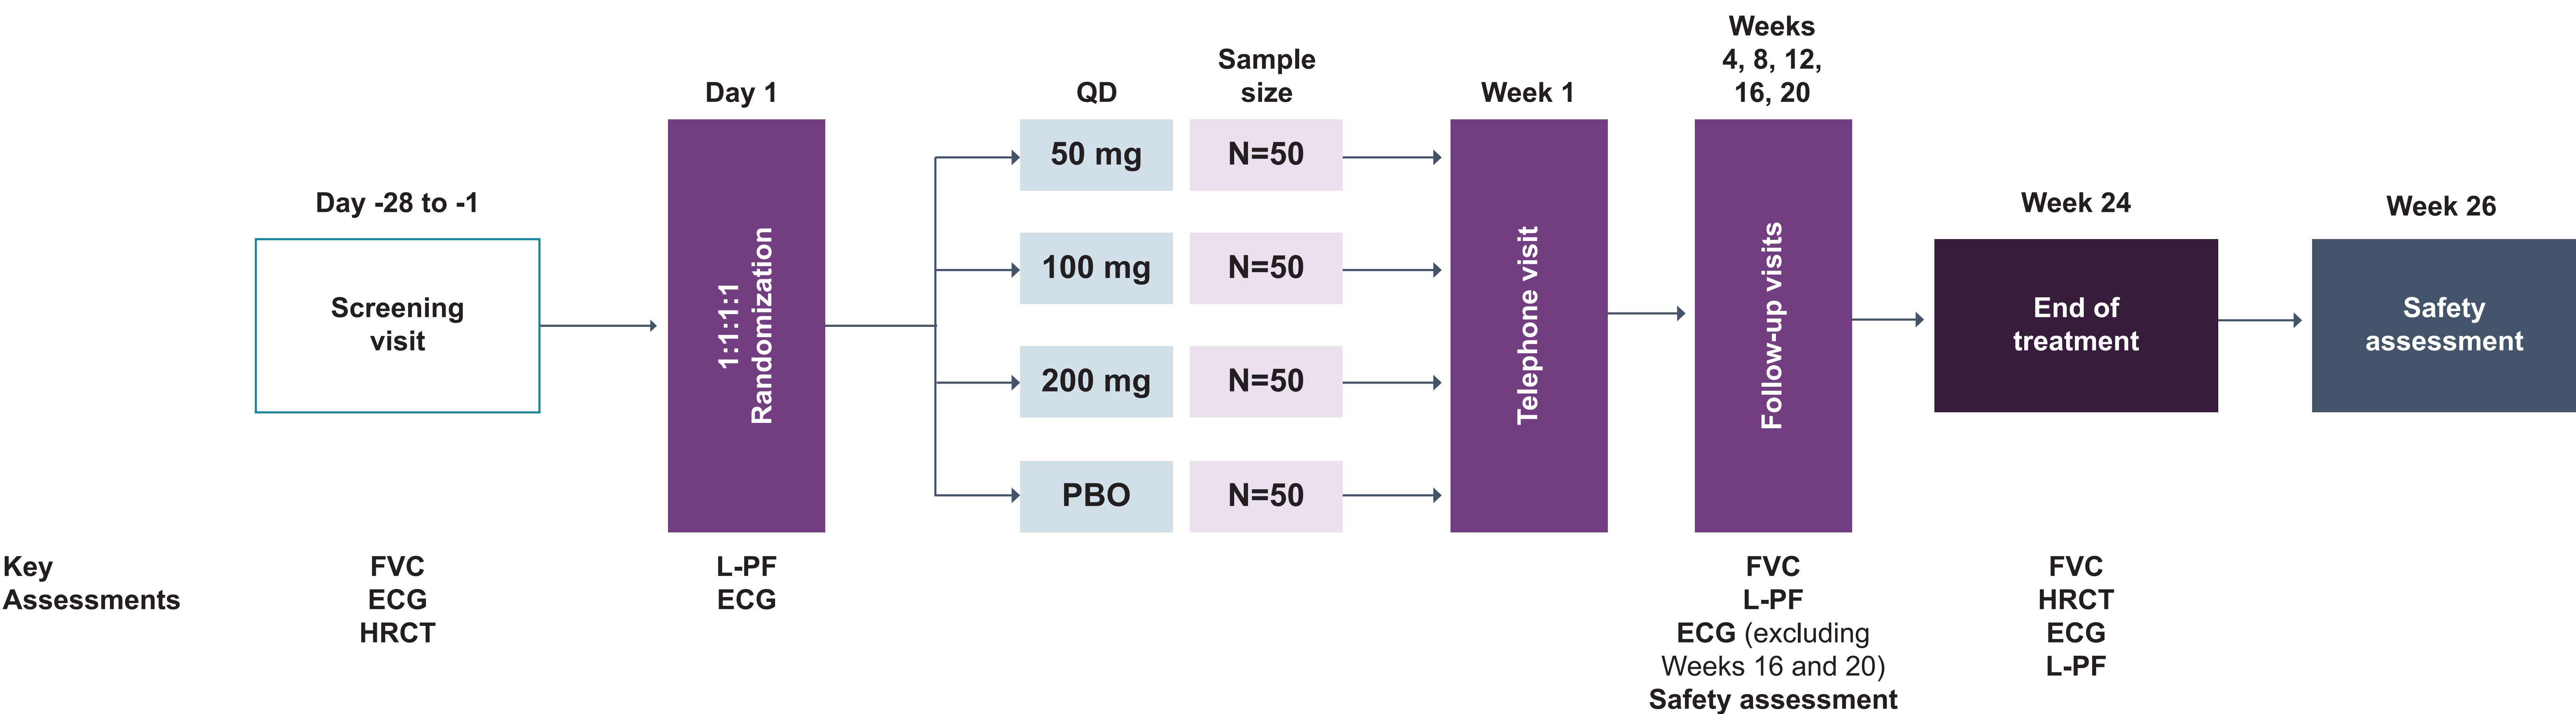 Day -28 to -1
Screening
visit
Day 1
1:1:1:1
Randomization
QD
Sample
size
50 mg
N=50
100 mg
N=50
200 mg
N=50
PBO
N=50
Week 1
Telephone visit
Weeks
4, 8, 12,
16, 20
Follow-up visits
Week 24
End of
treatment
Week 26
Safety
assessment
Key
Assessments
FVC
ECG
HRCT
L-PF
ECG
FVC
L-PF
ECG (excluding
Weeks 16 and 20)
Safety assessment
FVC
HRCT
ECG
L-PF